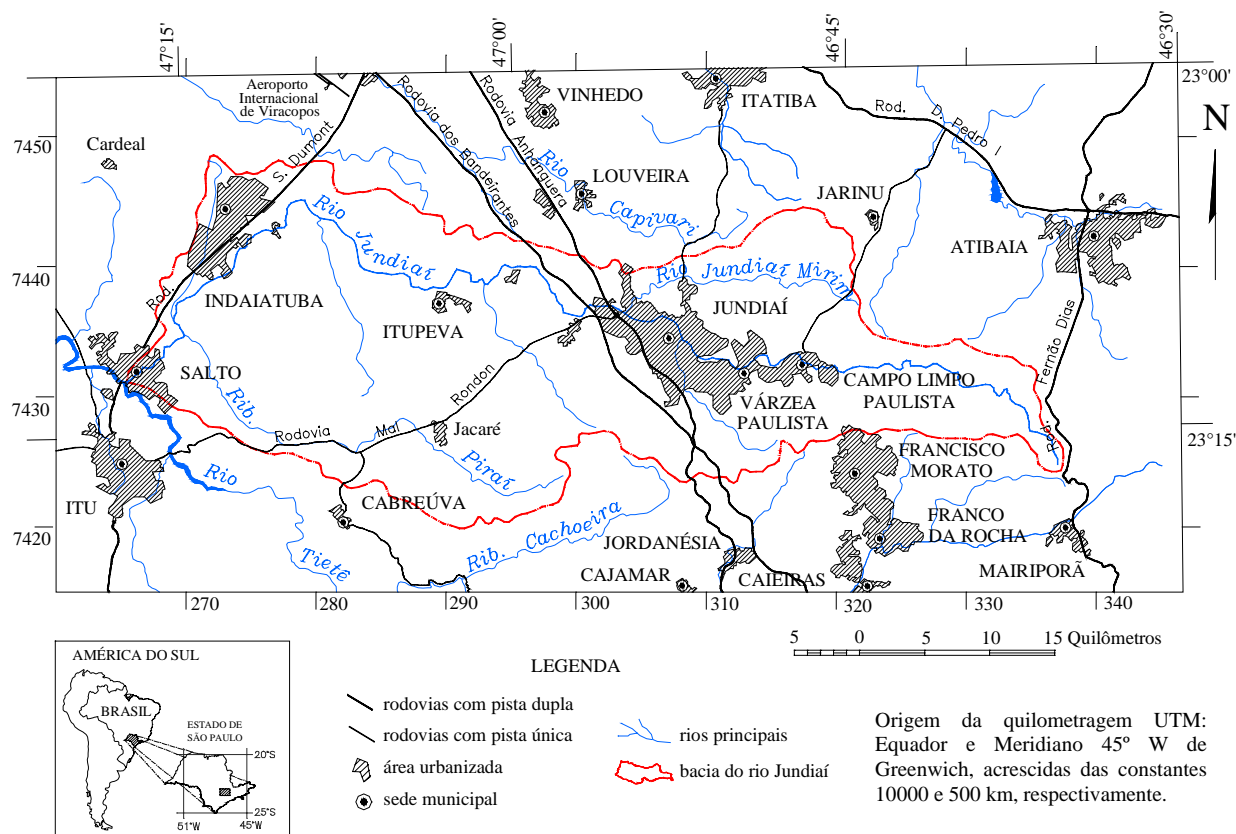 47°15'
47°00'
46°45'
46°30'
23°00'
Aeroporto
Internacional
de Viracopos
VINHEDO
ITATIBA
Rod. D. Pedro I
N
7450
Cardeal
Rod. S. Dumont
Rodovia dos Bandeirantes
Rodovia Anhanguera
Rio Capivari
LOUVEIRA
JARINU
ATIBAIA
7440
Rio Jundiaí
Rio Jundiaí Mirim
INDAIATUBA
ITUPEVA
JUNDIAÍ
Rod. Fernão Dias
SALTO
CAMPO LIMPO
PAULISTA
7430
VÁRZEA
PAULISTA
Rib. Piraí
Rodovia Mal Rondon
Jacaré
23°15'
FRANCISCO
MORATO
ITU
Rio Tietê
CABREÚVA
7420
Rib. Cachoeira
JORDANÉSIA
FRANCO
DA ROCHA
CAJAMAR
CAIEIRAS
MAIRIPORÃ
270
280
290
300
310
320
330
340
5 0 5 10 15 Quilômetros
AMÉRICA DO SUL
BRASIL
ESTADO DE
SÃO PAULO
20°S
25°S
51°W
45°W
LEGENDA
rodovias com pista dupla
rodovias com pista única
área urbanizada
sede municipal
rios principais
bacia do rio Jundiaí
Origem da quilometragem UTM:
Equador e Meridiano 45º W de
Greenwich, acrescidas das constantes
10000 e 500 km, respectivamente.